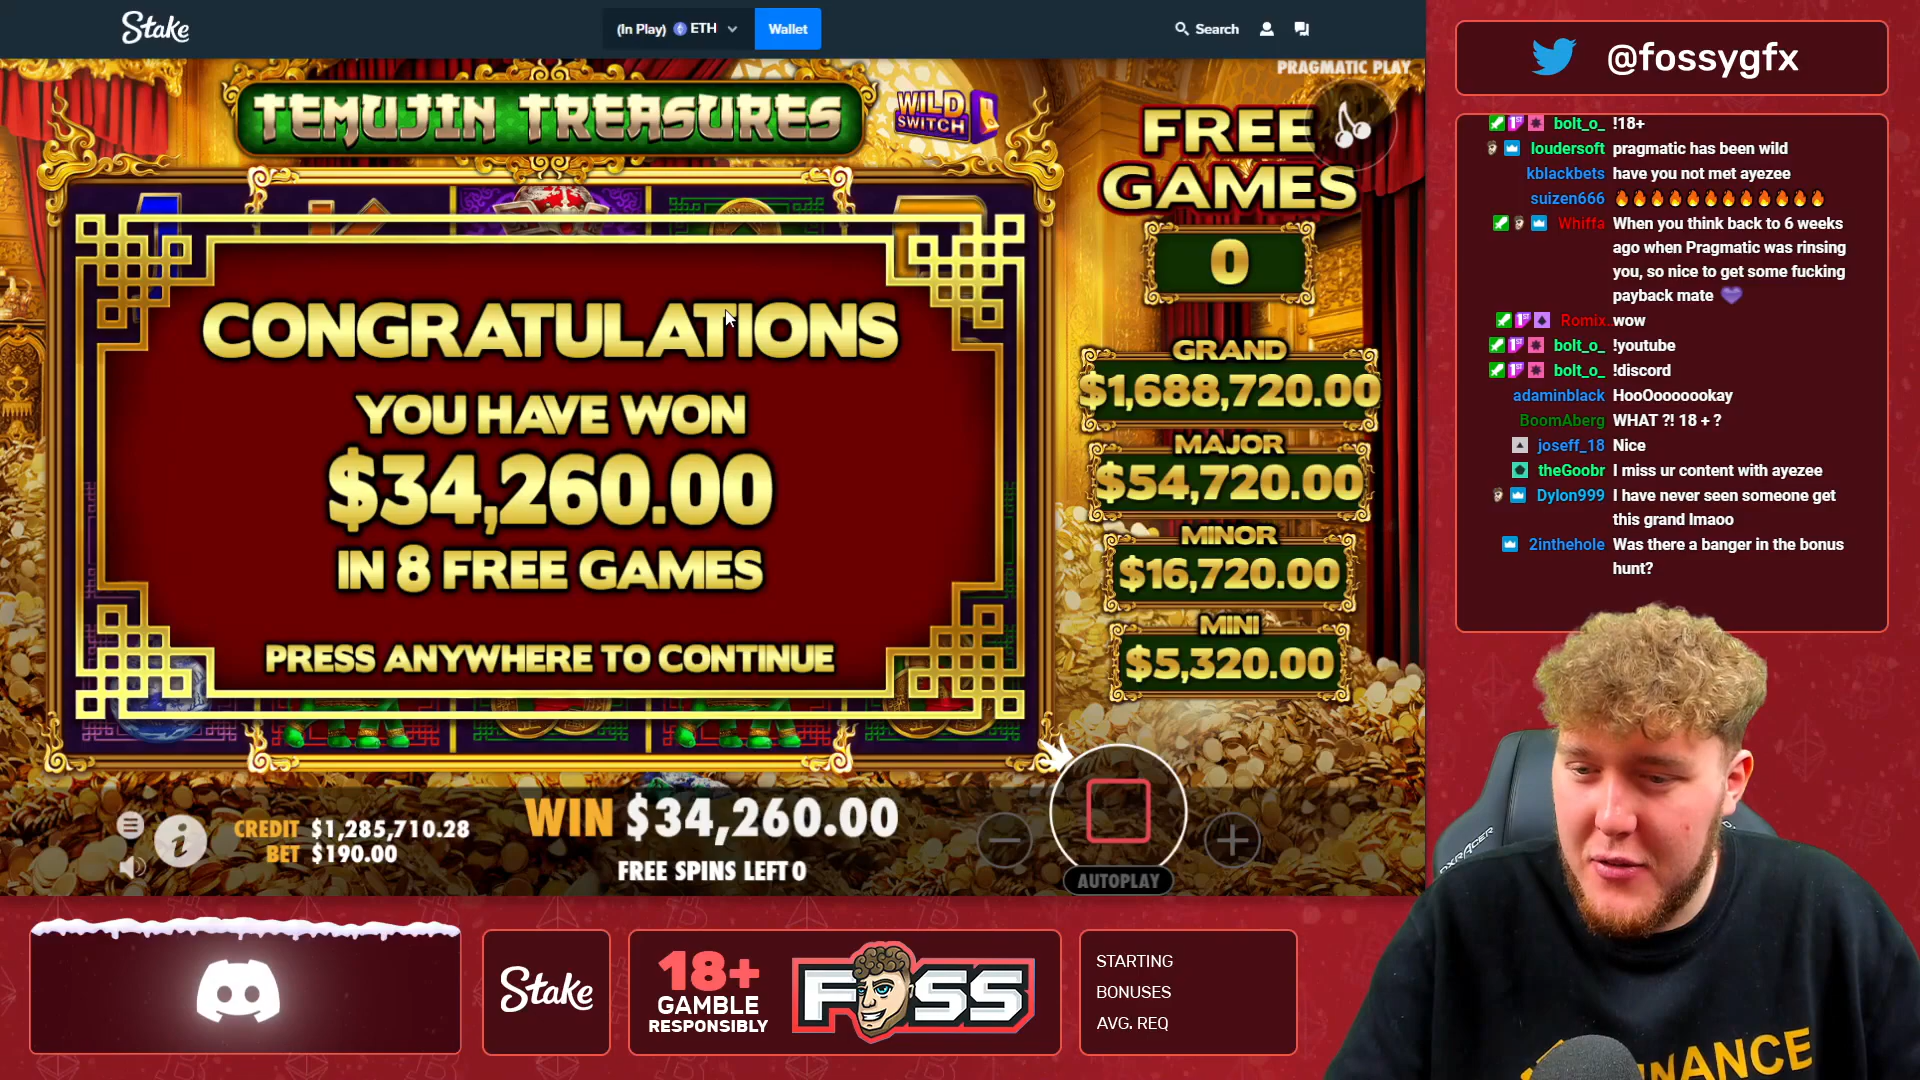 Stake
(In Play) ETH
Wallet
Search
PRAGMATIC PLAY
TEMUJIN TREASURES
WILD
SWITCH
FREE
GAMES
0
CONGRATULATIONS
YOU HAVE WON
$34,260.00
IN 8 FREE GAMES
PRESS ANYWHERE TO CONTINUE
GRAND
$1,688,720.00
MAJOR
$54,720.00
MINOR
$16,720.00
MINI
$5,320.00
CREDIT $1,285,710.28
BET $190.00
WIN $34,260.00
FREE SPINS LEFT 0
AUTOPLAY
@fossygfx
bolt_o_ !18+
loudersoft pragmatic has been wild
kblackbets have you not met ayezee
suizen666 🔥🔥🔥🔥🔥🔥🔥🔥🔥🔥🔥🔥
Whiffa When you think back to 6 weeks
ago when Pragmatic was rinsing
you, so nice to get some fucking
payback mate 💜
Romix.. wow
bolt_o_ !youtube
bolt_o_ !discord
adaminblack HooOooooookay
BoomAberg WHAT ?! 18 + ?
joseff_18 Nice
theGoobr I miss ur content with ayezee
Dylon999 I have never seen someone get
this grand lmaoo
2inthehole Was there a banger in the bonus
hunt?
Stake
18+
GAMBLE
RESPONSIBLY
FOSS
STARTING
BONUSES
AVG. REQ
DXRACER
BINANCE